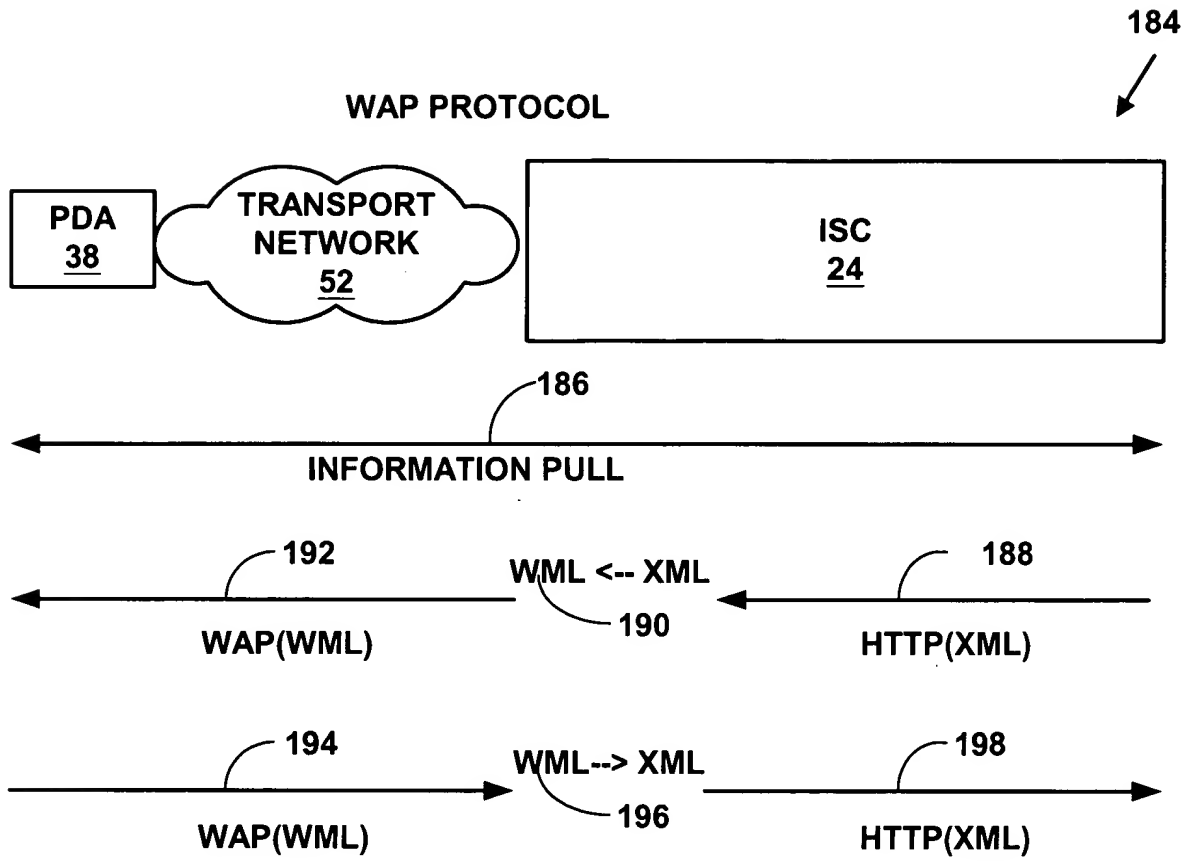 184
WAP PROTOCOL
PDA
38
TRANSPORT
NETWORK
52
ISC
24
186
INFORMATION PULL
192
WML <-- XML
188
190
WAP(WML)
HTTP(XML)
194
WML--> XML
198
196
WAP(WML)
HTTP(XML)